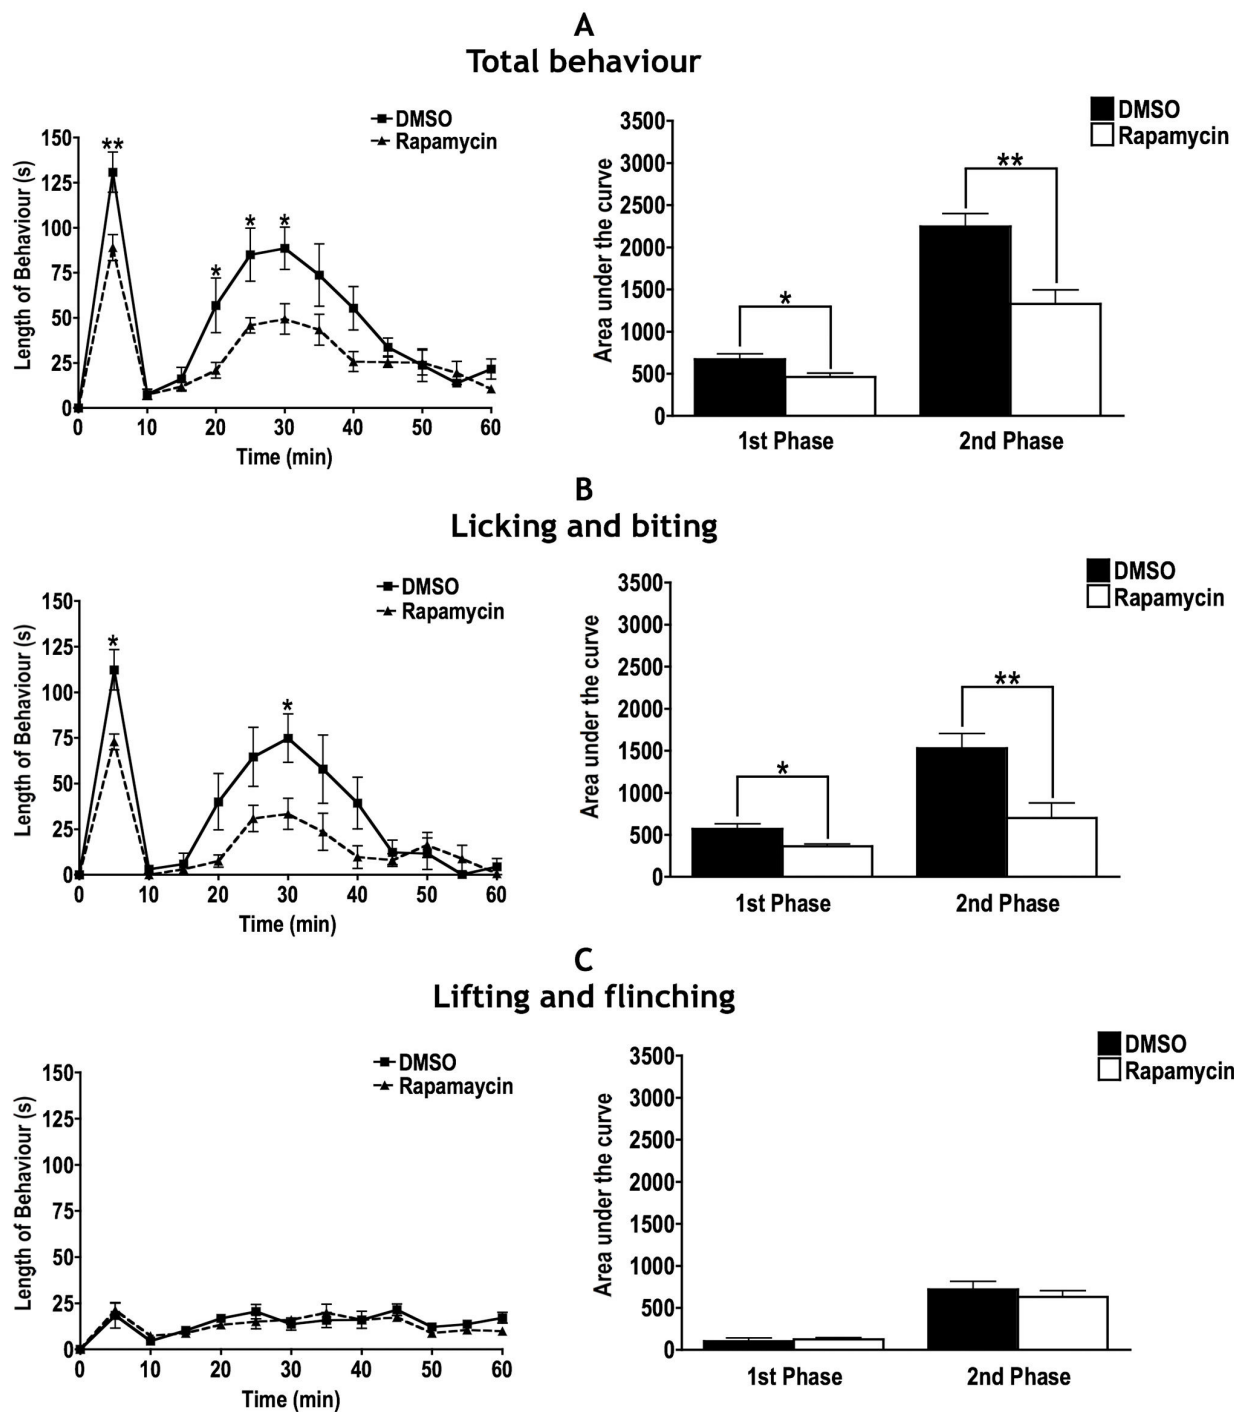 A
Total behaviour
DMSO
Rapamycin
Length of Behaviour (s)
150
125
100
75
50
25
0
**
*
*
*
0 10 20 30 40 50 60
Time (min)
DMSO
Rapamycin
Area under the curve
3500
3000
2500
2000
1500
1000
500
0
*
**
1st Phase 2nd Phase
B
Licking and biting
DMSO
Rapamycin
Length of Behaviour (s)
150
125
100
75
50
25
0
*
*
0 10 20 30 40 50 60
Time (min)
DMSO
Rapamycin
Area under the curve
3500
3000
2500
2000
1500
1000
500
0
*
**
1st Phase 2nd Phase
C
Lifting and flinching
DMSO
Rapamaycin
Length of Behaviour (s)
150
125
100
75
50
25
0
0 10 20 30 40 50 60
Time (min)
DMSO
Rapamycin
Area under the curve
3500
3000
2500
2000
1500
1000
500
0
1st Phase 2nd Phase